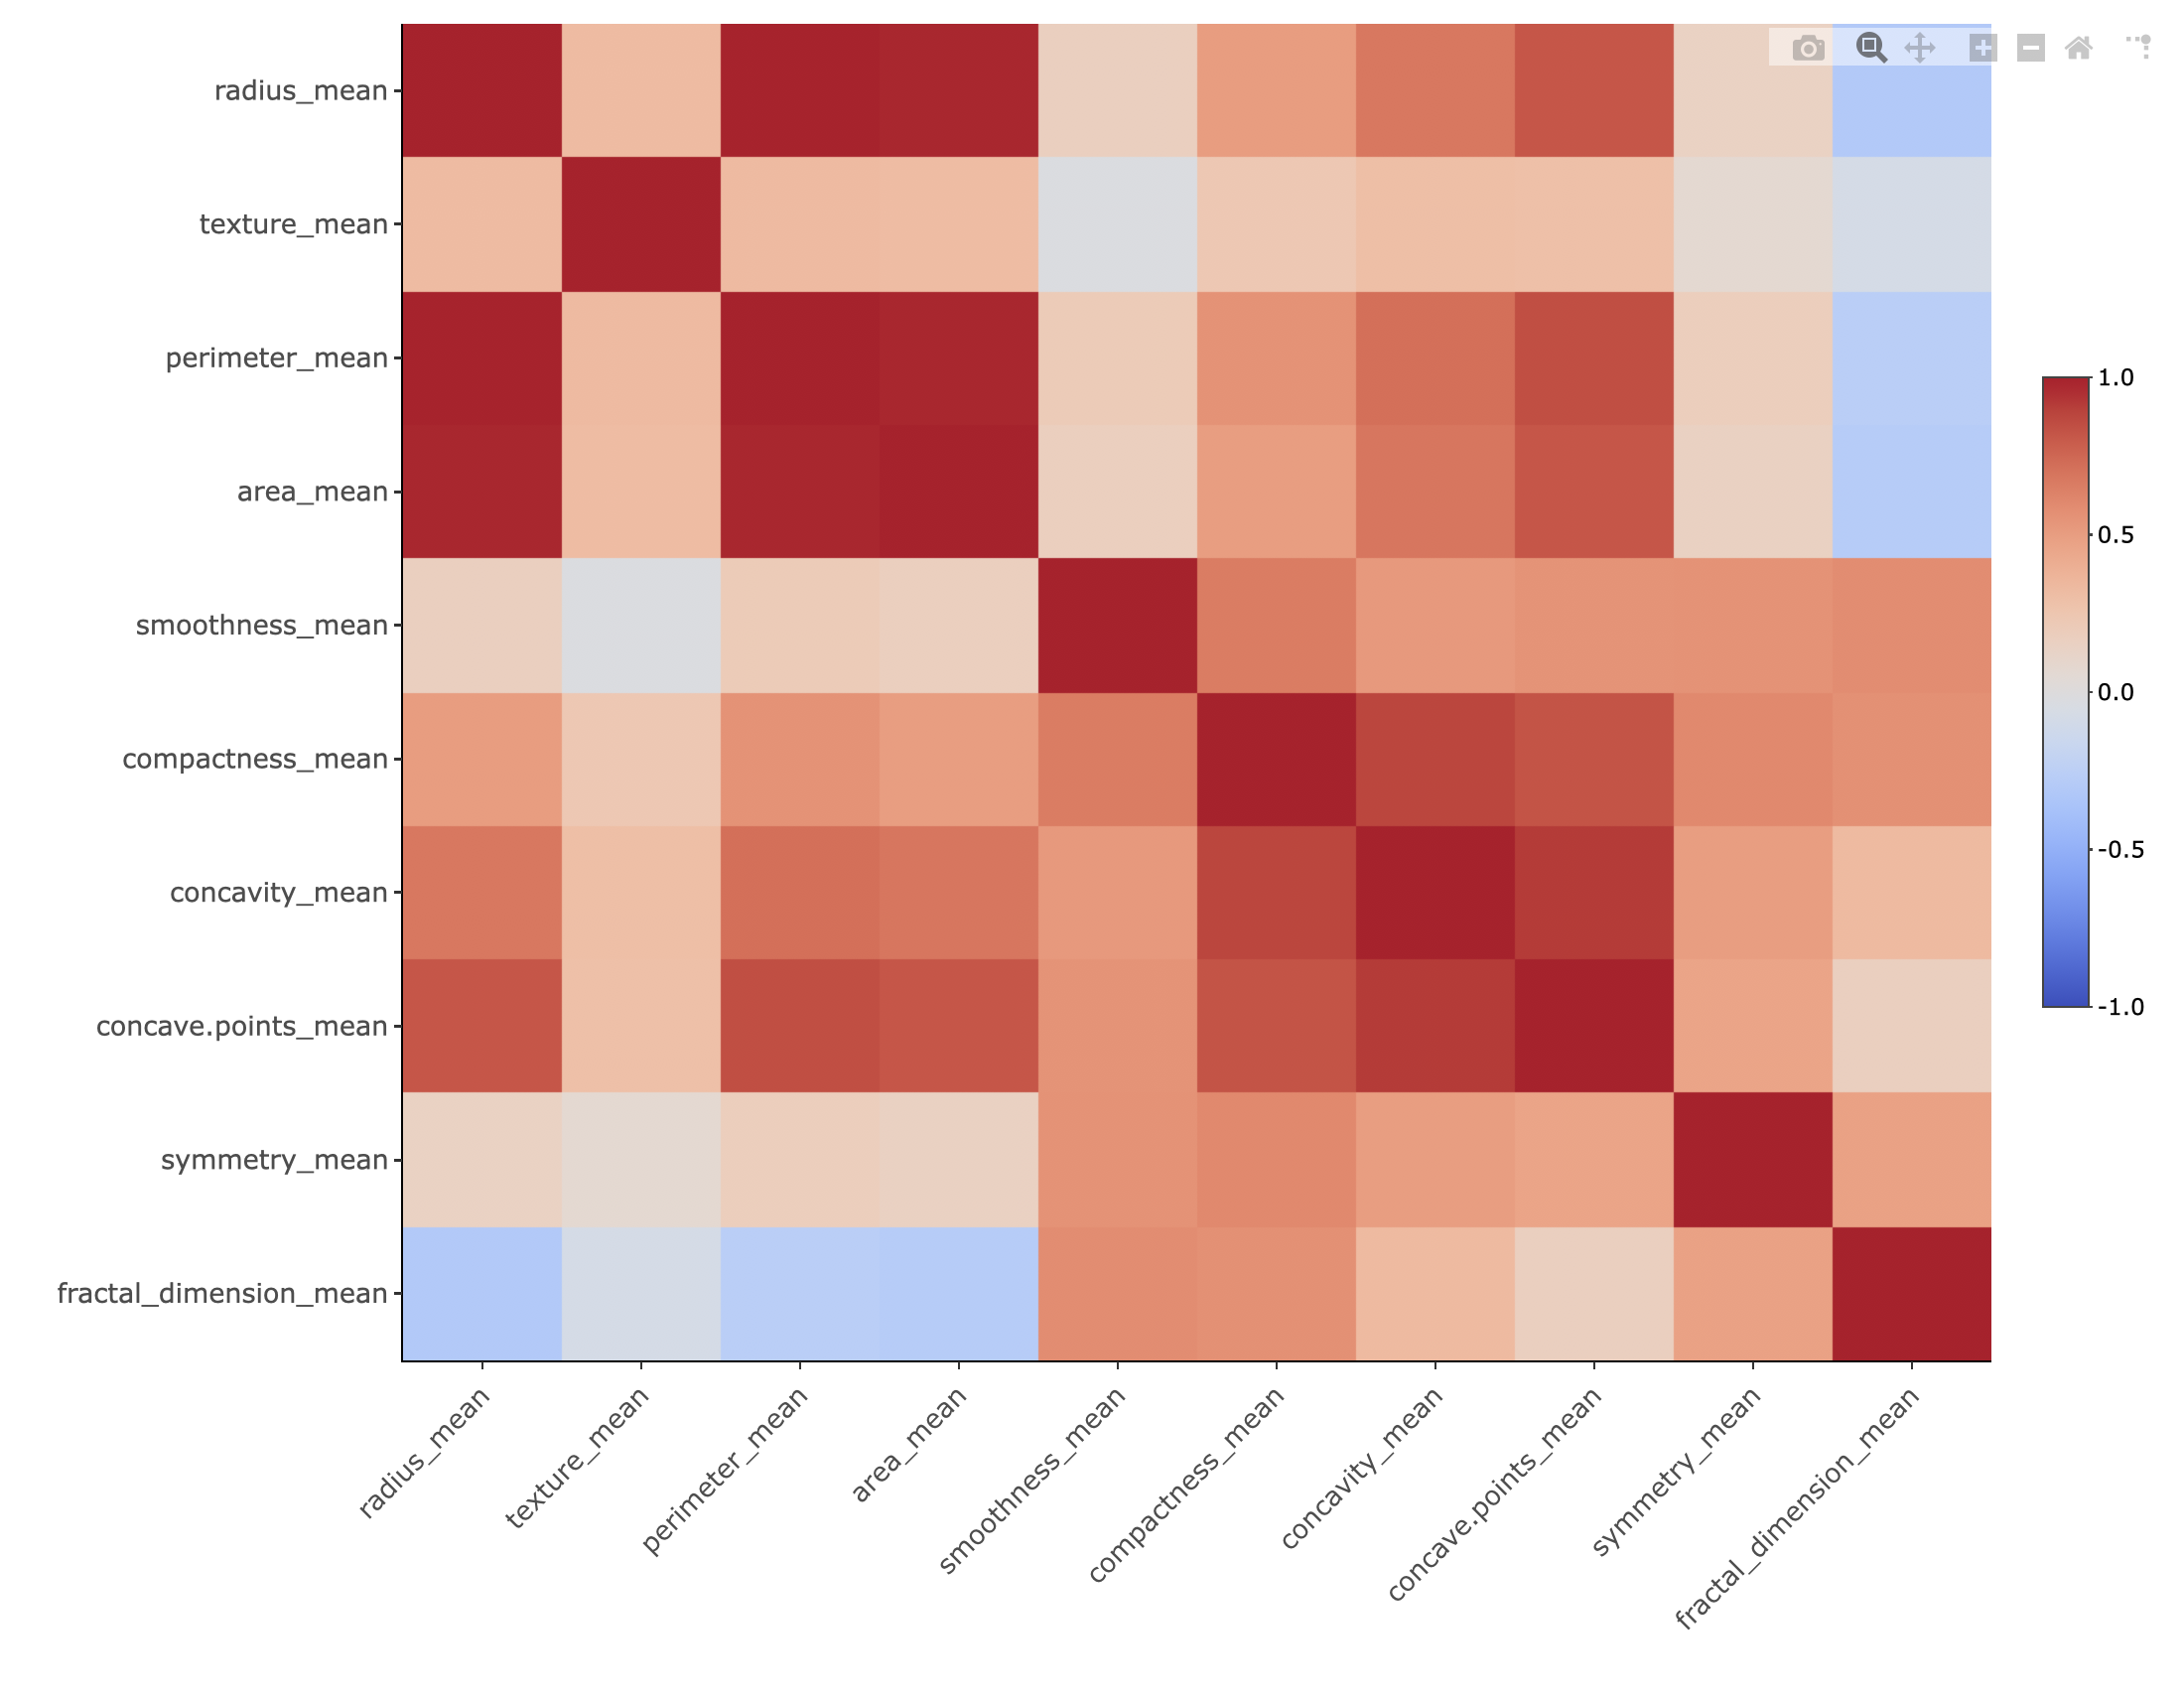 radius_mean
texture_mean
perimeter_mean
area_mean
smoothness_mean
compactness_mean
concavity_mean
concave.points_mean
symmetry_mean
fractal_dimension_mean
1.0
0.5
0.0
-0.5
-1.0
radius_mean
texture_mean
perimeter_mean
area_mean
smoothness_mean
compactness_mean
concavity_mean
concave.points_mean
symmetry_mean
fractal_dimension_mean